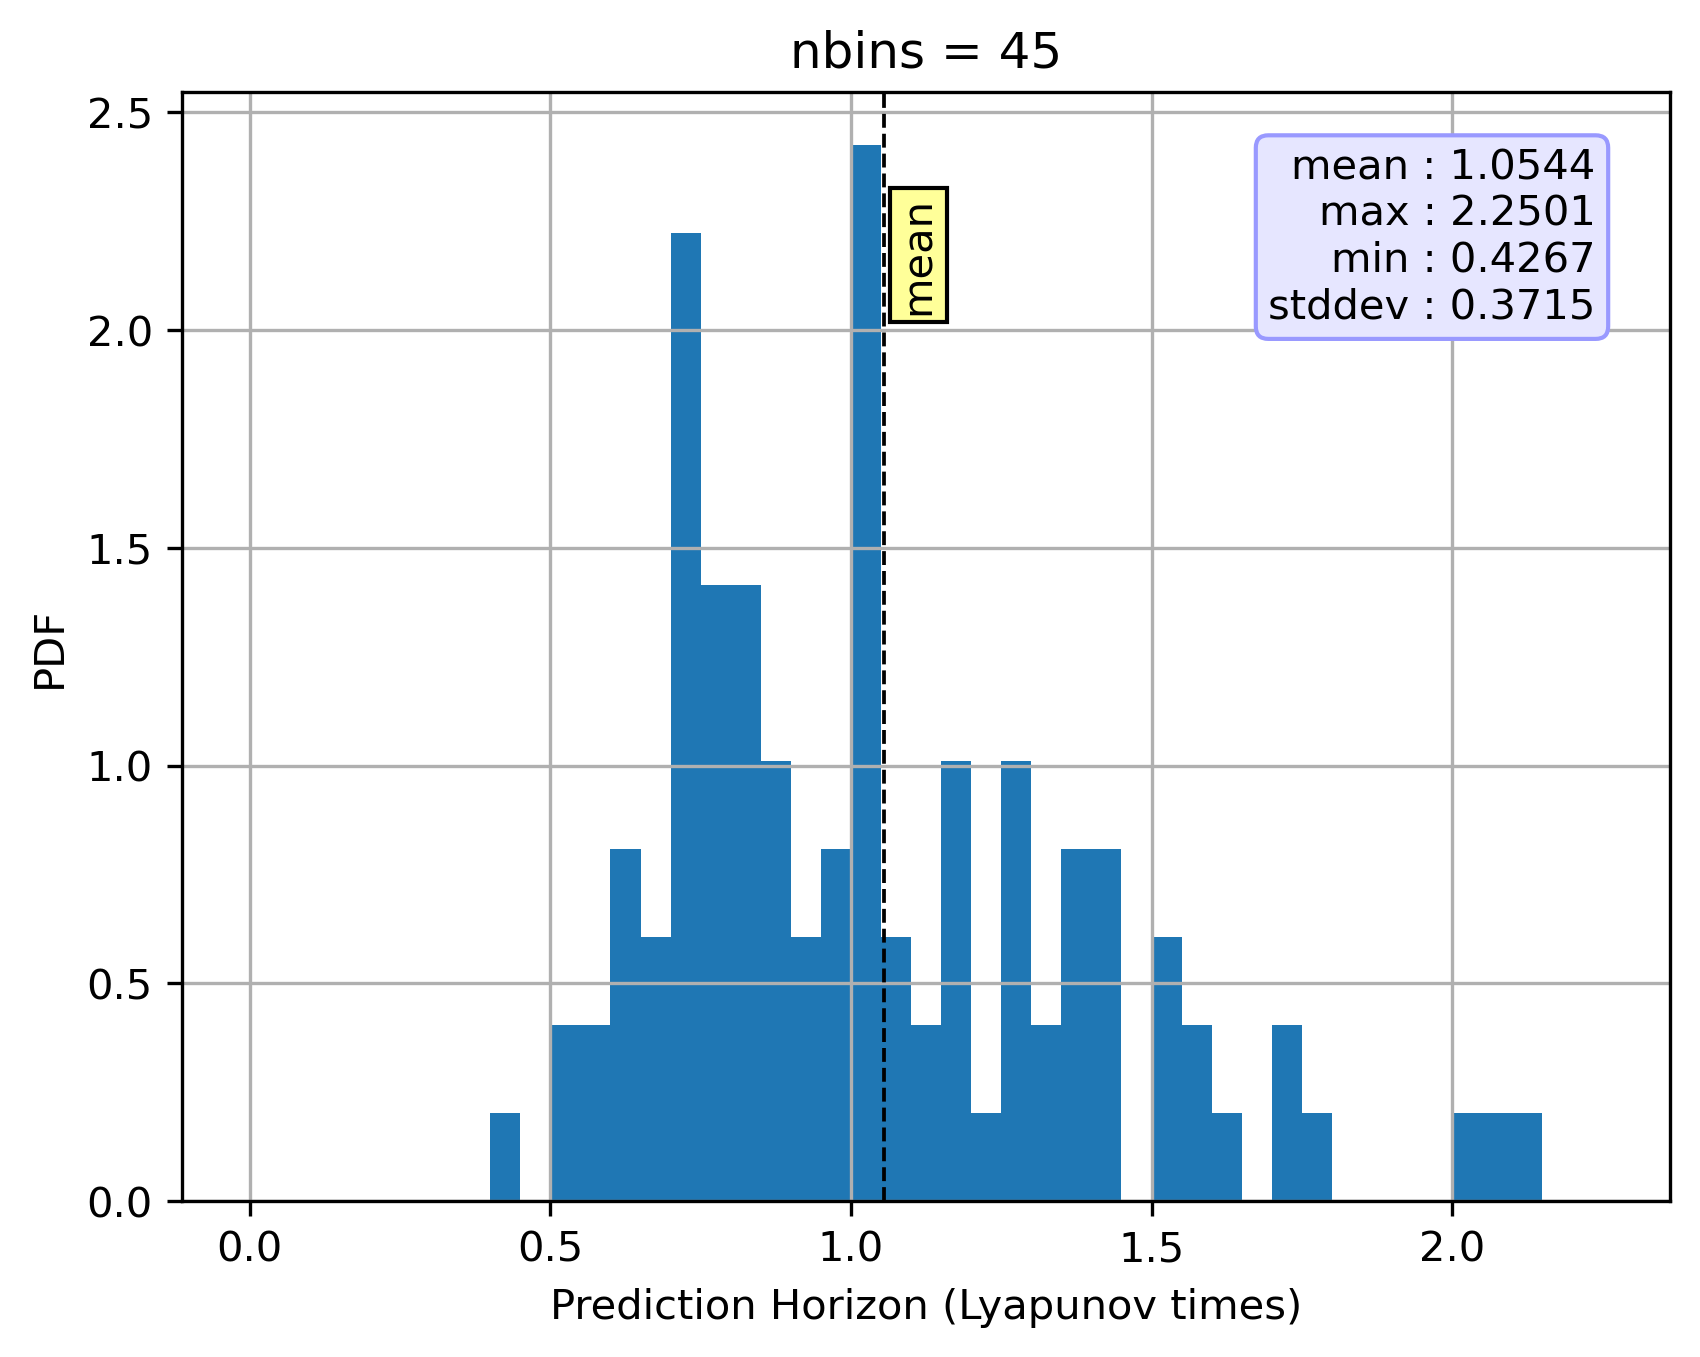 nbins = 45
2.5
2.0
1.5
1.0
0.5
0.0
PDF
mean
mean : 1.0544
max : 2.2501
min : 0.4267
stddev : 0.3715
0.0 0.5 1.0 1.5 2.0
Prediction Horizon (Lyapunov times)